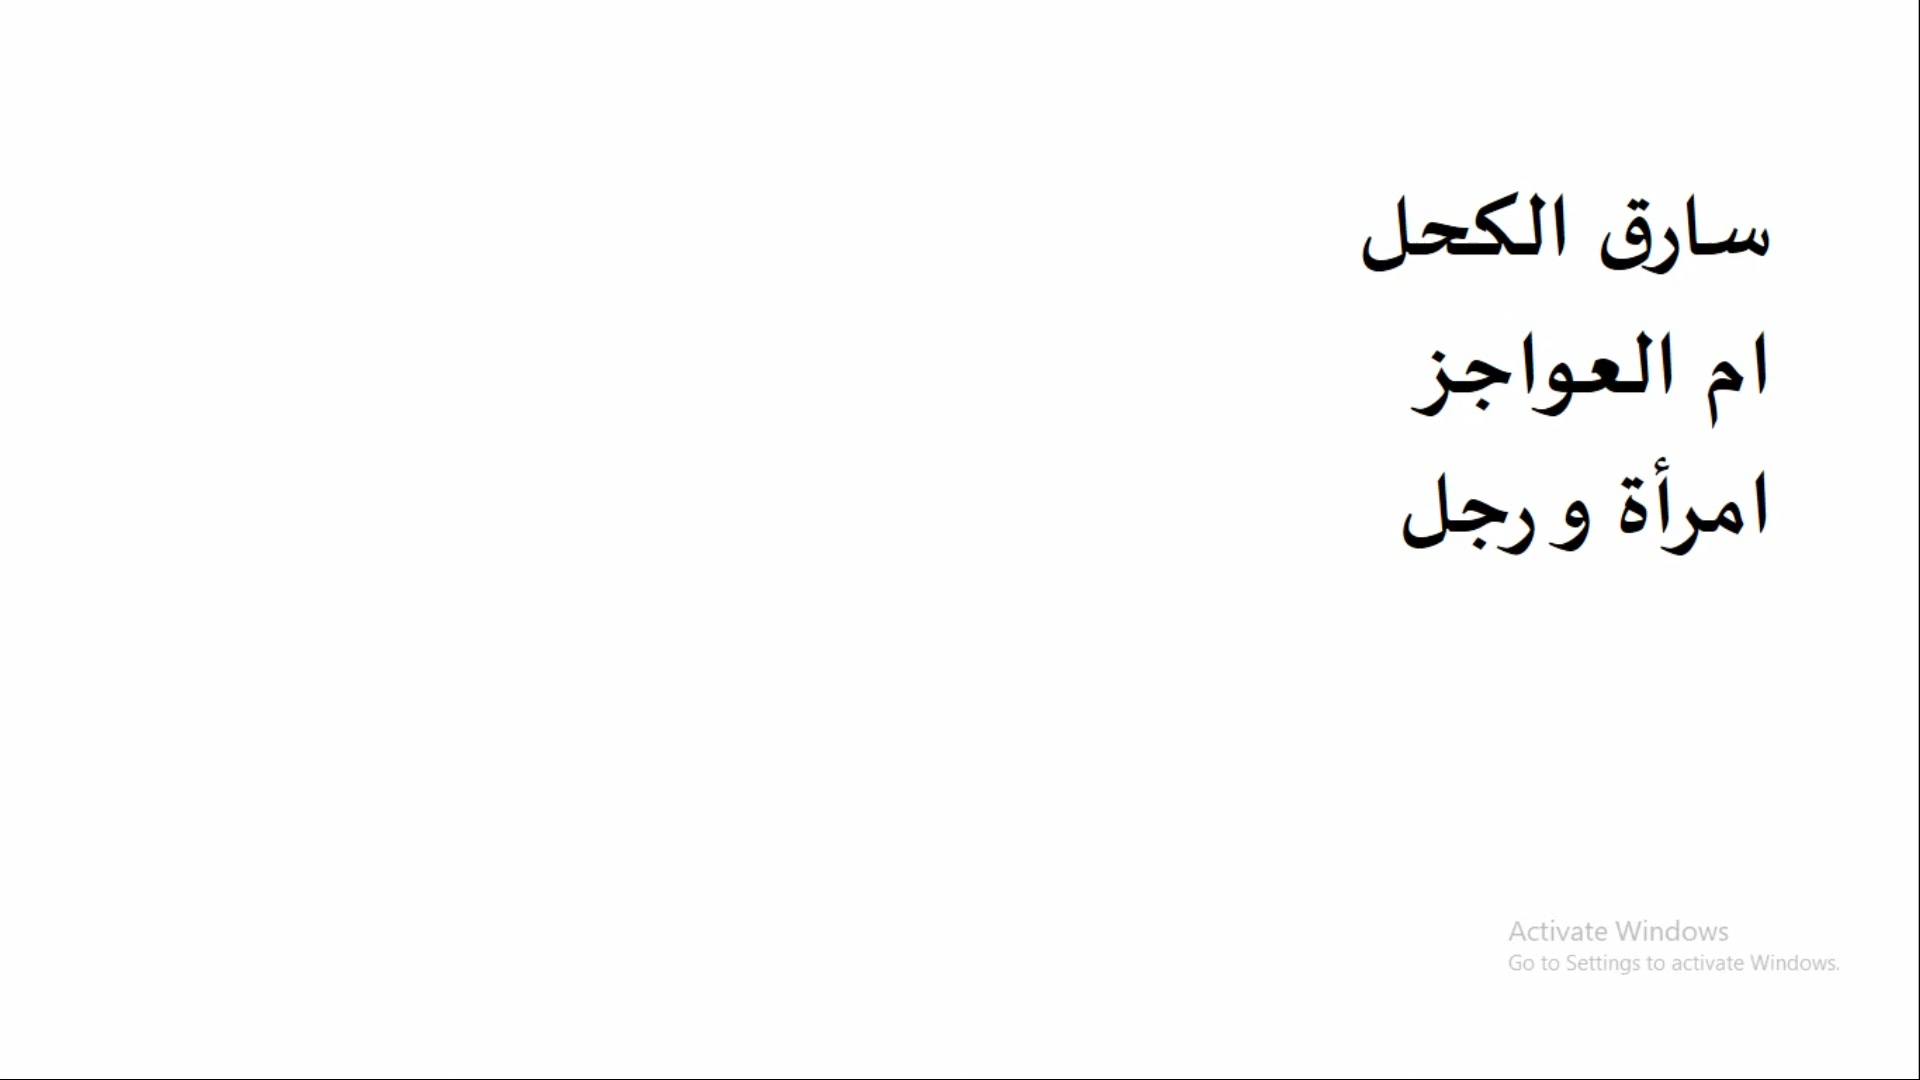 سارق الكحل
ام العواجز
امرأة و رجل
Activate Windows
Go to Settings to activate Windows.